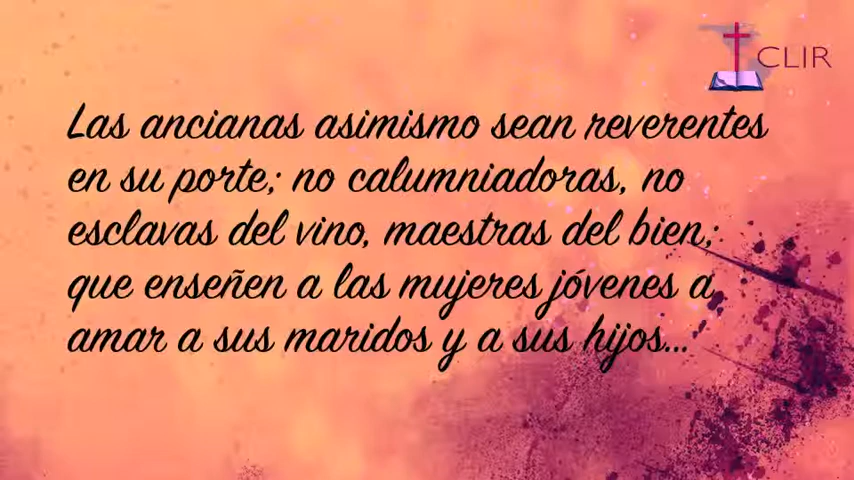 CLIR
Las ancianas asimismo sean reverentes
en su porte; no calumniadoras, no
esclavas del vino, maestras del bien;
que enseñen a las mujeres jóvenes a
amar a sus maridos y a sus hijos...